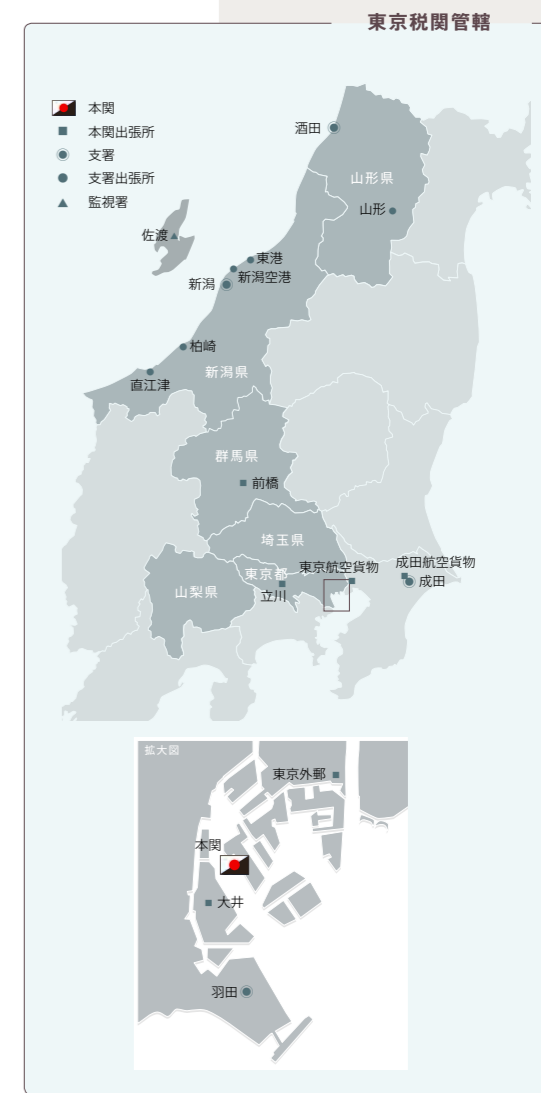 東京税関管轄
本関
本関出張所
支署
支署出張所
監視署
酒田
山形県
山形
佐渡
東港
新潟空港
新潟
柏崎
新潟県
直江津
群馬県
前橋
埼玉県
東京都
東京航空貨物
成田航空貨物
成田
山梨県
立川
拡大図
東京外郵
本関
大井
羽田